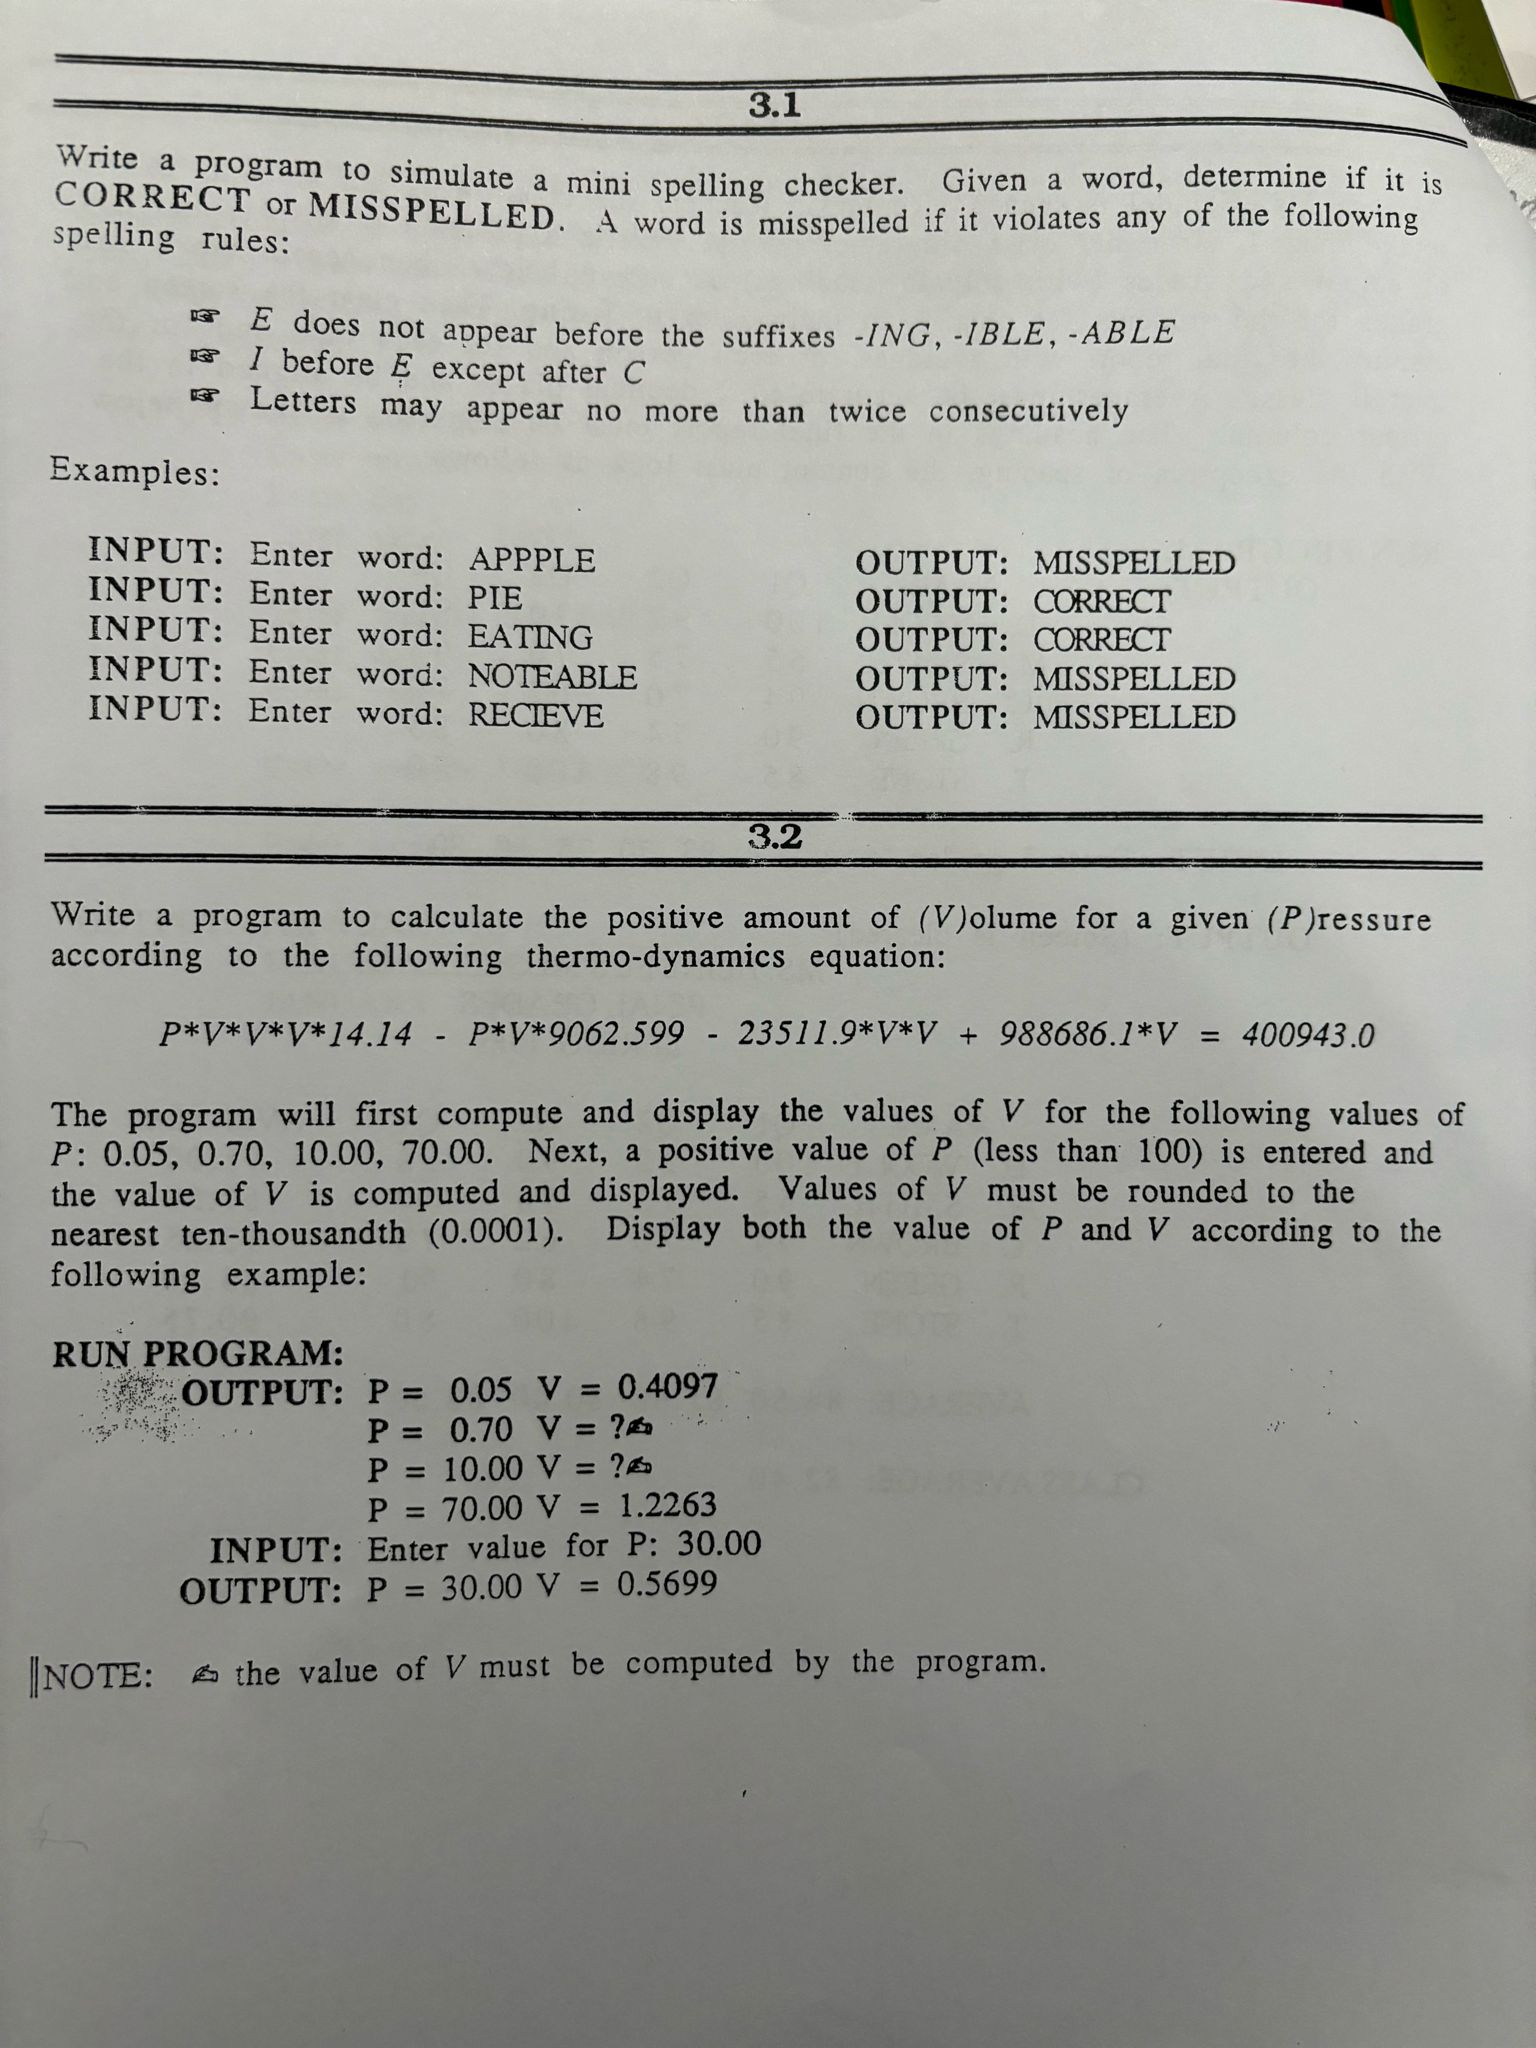 3.1
Write a program to simulate a mini spelling checker. Given a word, determine if it is
CORRECT or MISSPELLED. A word is misspelled if it violates any of the following
spelling rules:
☞ E does not appear before the suffixes -ING, -IBLE, -ABLE
☞ I before E except after C
☞ Letters may appear no more than twice consecutively
Examples:
INPUT: Enter word: APPPLE OUTPUT: MISSPELLED
INPUT: Enter word: PIE OUTPUT: CORRECT
INPUT: Enter word: EATING OUTPUT: CORRECT
INPUT: Enter word: NOTEABLE OUTPUT: MISSPELLED
INPUT: Enter word: RECIEVE OUTPUT: MISSPELLED
3.2
Write a program to calculate the positive amount of (V)olume for a given (P)ressure
according to the following thermo-dynamics equation:
P*V*V*V*14.14 - P*V*9062.599 - 23511.9*V*V + 988686.1*V = 400943.0
The program will first compute and display the values of V for the following values of
P: 0.05, 0.70, 10.00, 70.00. Next, a positive value of P (less than 100) is entered and
the value of V is computed and displayed. Values of V must be rounded to the
nearest ten-thousandth (0.0001). Display both the value of P and V according to the
following example:
RUN PROGRAM:
OUTPUT: P = 0.05 V = 0.4097
P = 0.70 V = ?✍
P = 10.00 V = ?✍
P = 70.00 V = 1.2263
INPUT: Enter value for P: 30.00
OUTPUT: P = 30.00 V = 0.5699
NOTE: ✍ the value of V must be computed by the program.